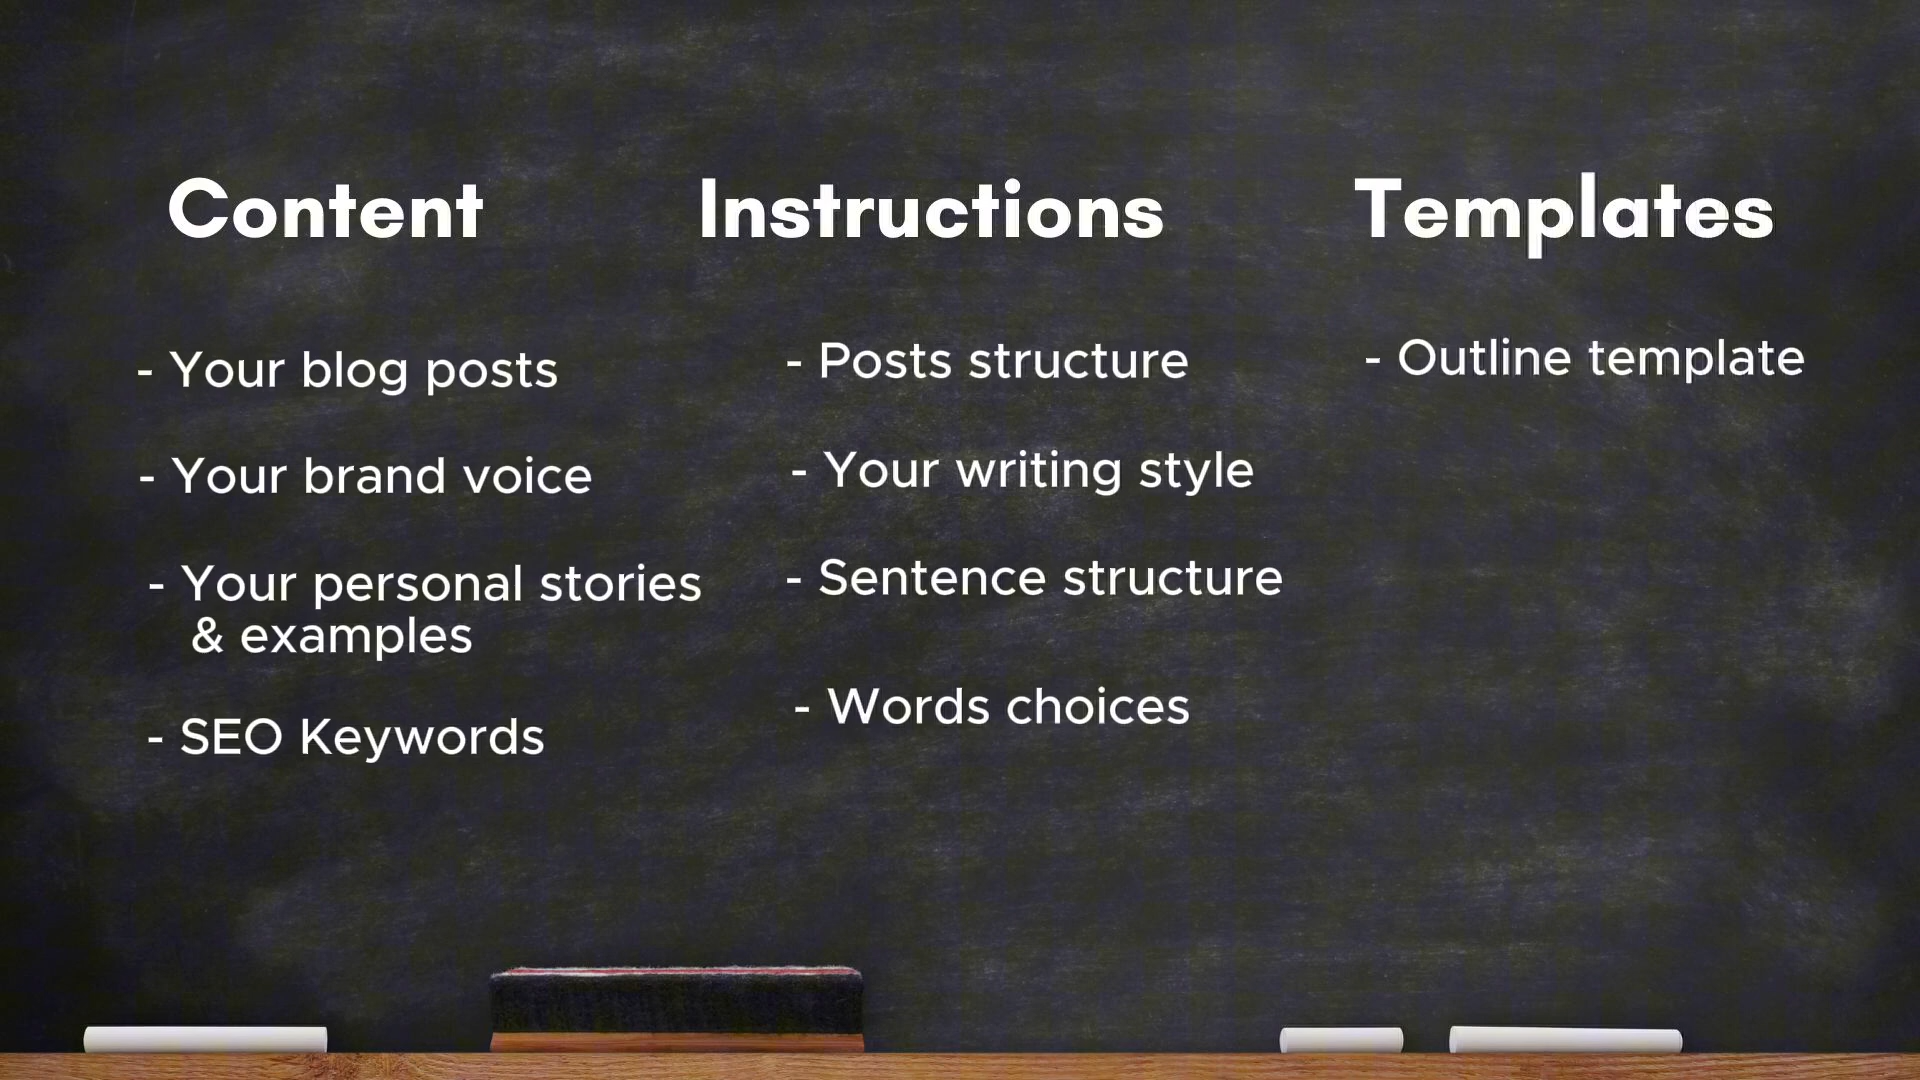 Content
- Your blog posts
- Your brand voice
- Your personal stories
& examples
- SEO Keywords
Instructions
- Posts structure
- Your writing style
- Sentence structure
- Words choices
Templates
- Outline template